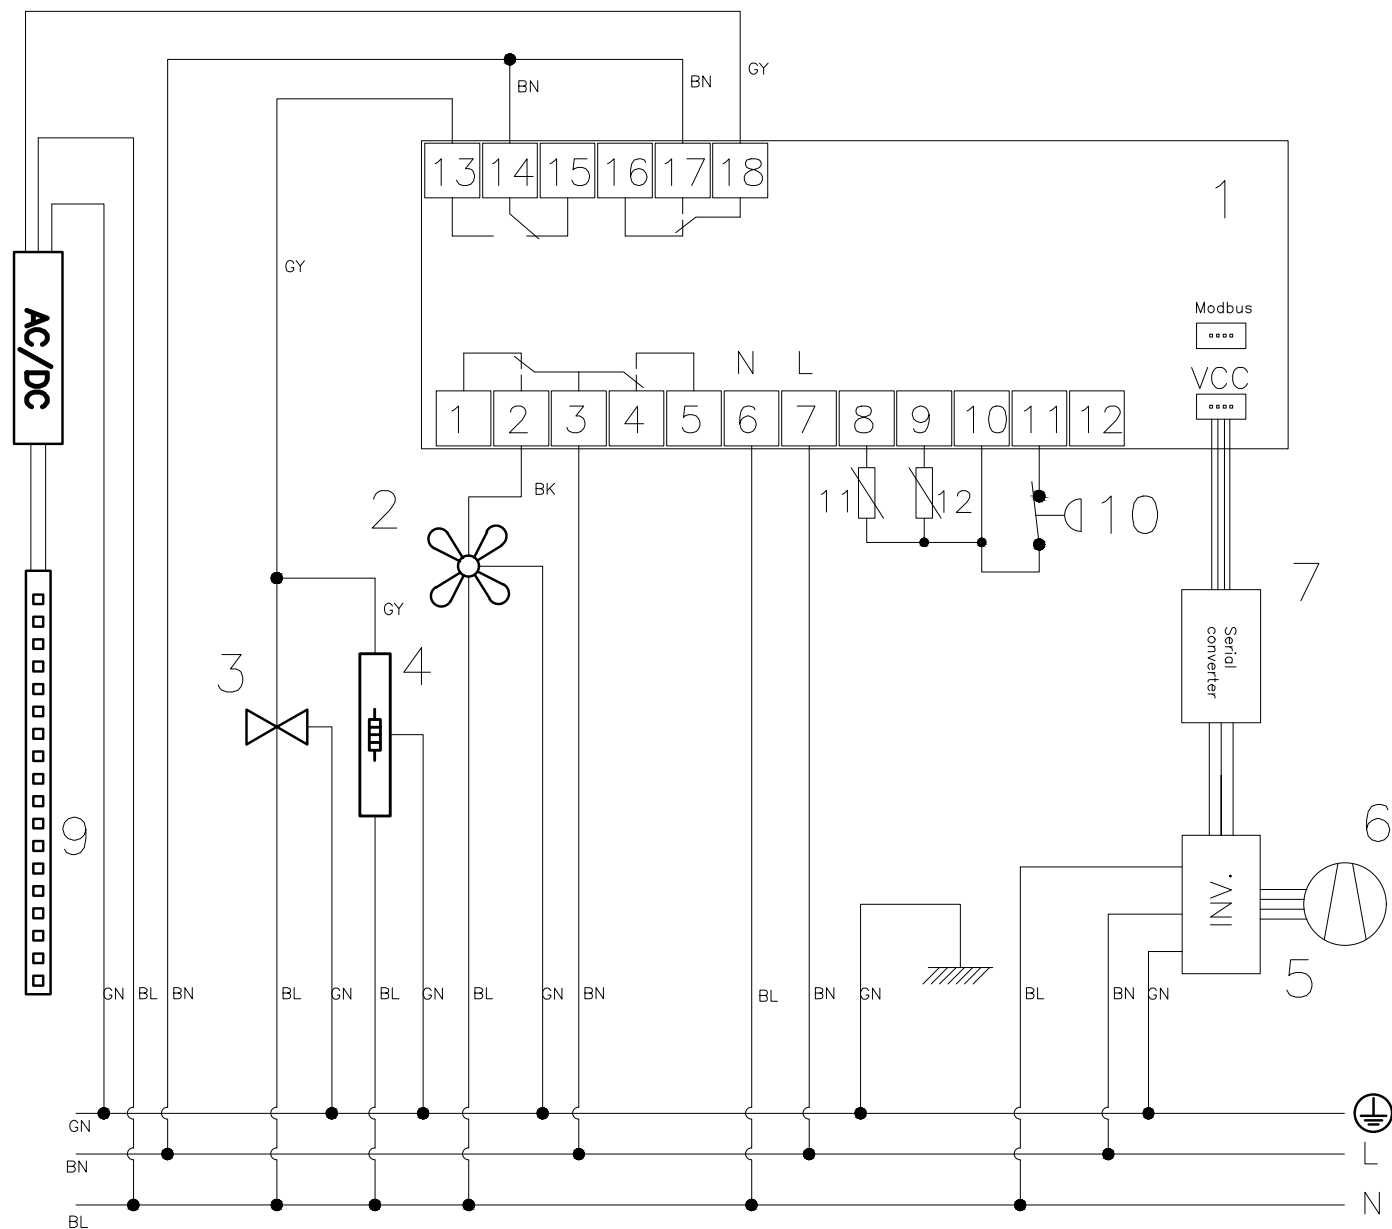 BN
BN
GY
13 14 15 16 17 18
1
GY
AC/DC
Modbus
N L
VCC
1 2 3 4 5 6 7 8 9 10 11 12
2
BK
11
12
10
7
GY
Serial
converter
3
4
9
6
INV.
5
GN BL BN BL GN BL GN BL GN BN BL BN GN BL BN GN
GN
L
BN
N
BL